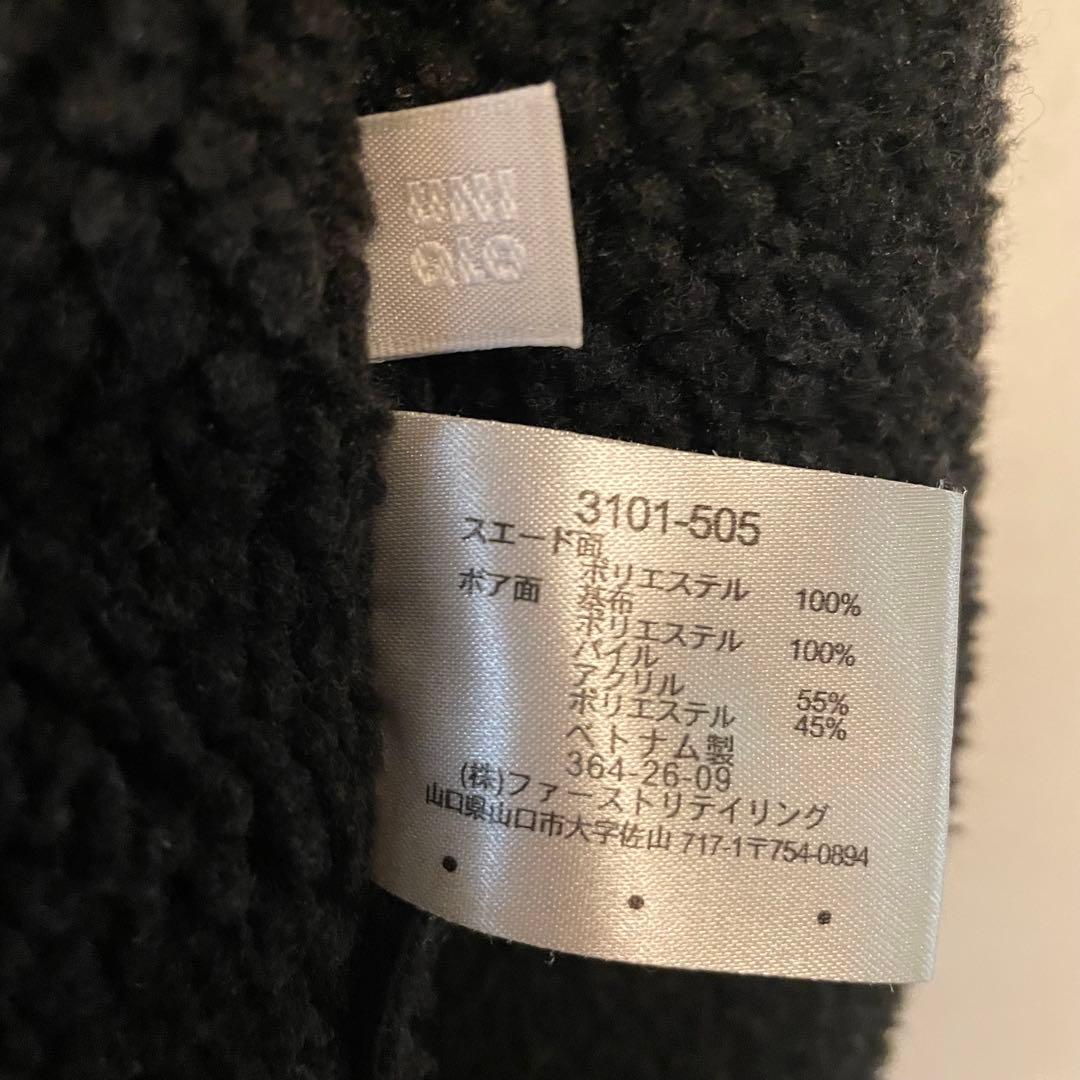 UNI
QLO
3101-505
スエード面
ポリエステル 100%
ボア面 基布
ポリエステル 100%
パイル
アクリル 55%
ポリエステル 45%
ベトナム製
364-26-09
(株)ファーストリテイリング
山口県山口市大字佐山 717-1〒754-0894